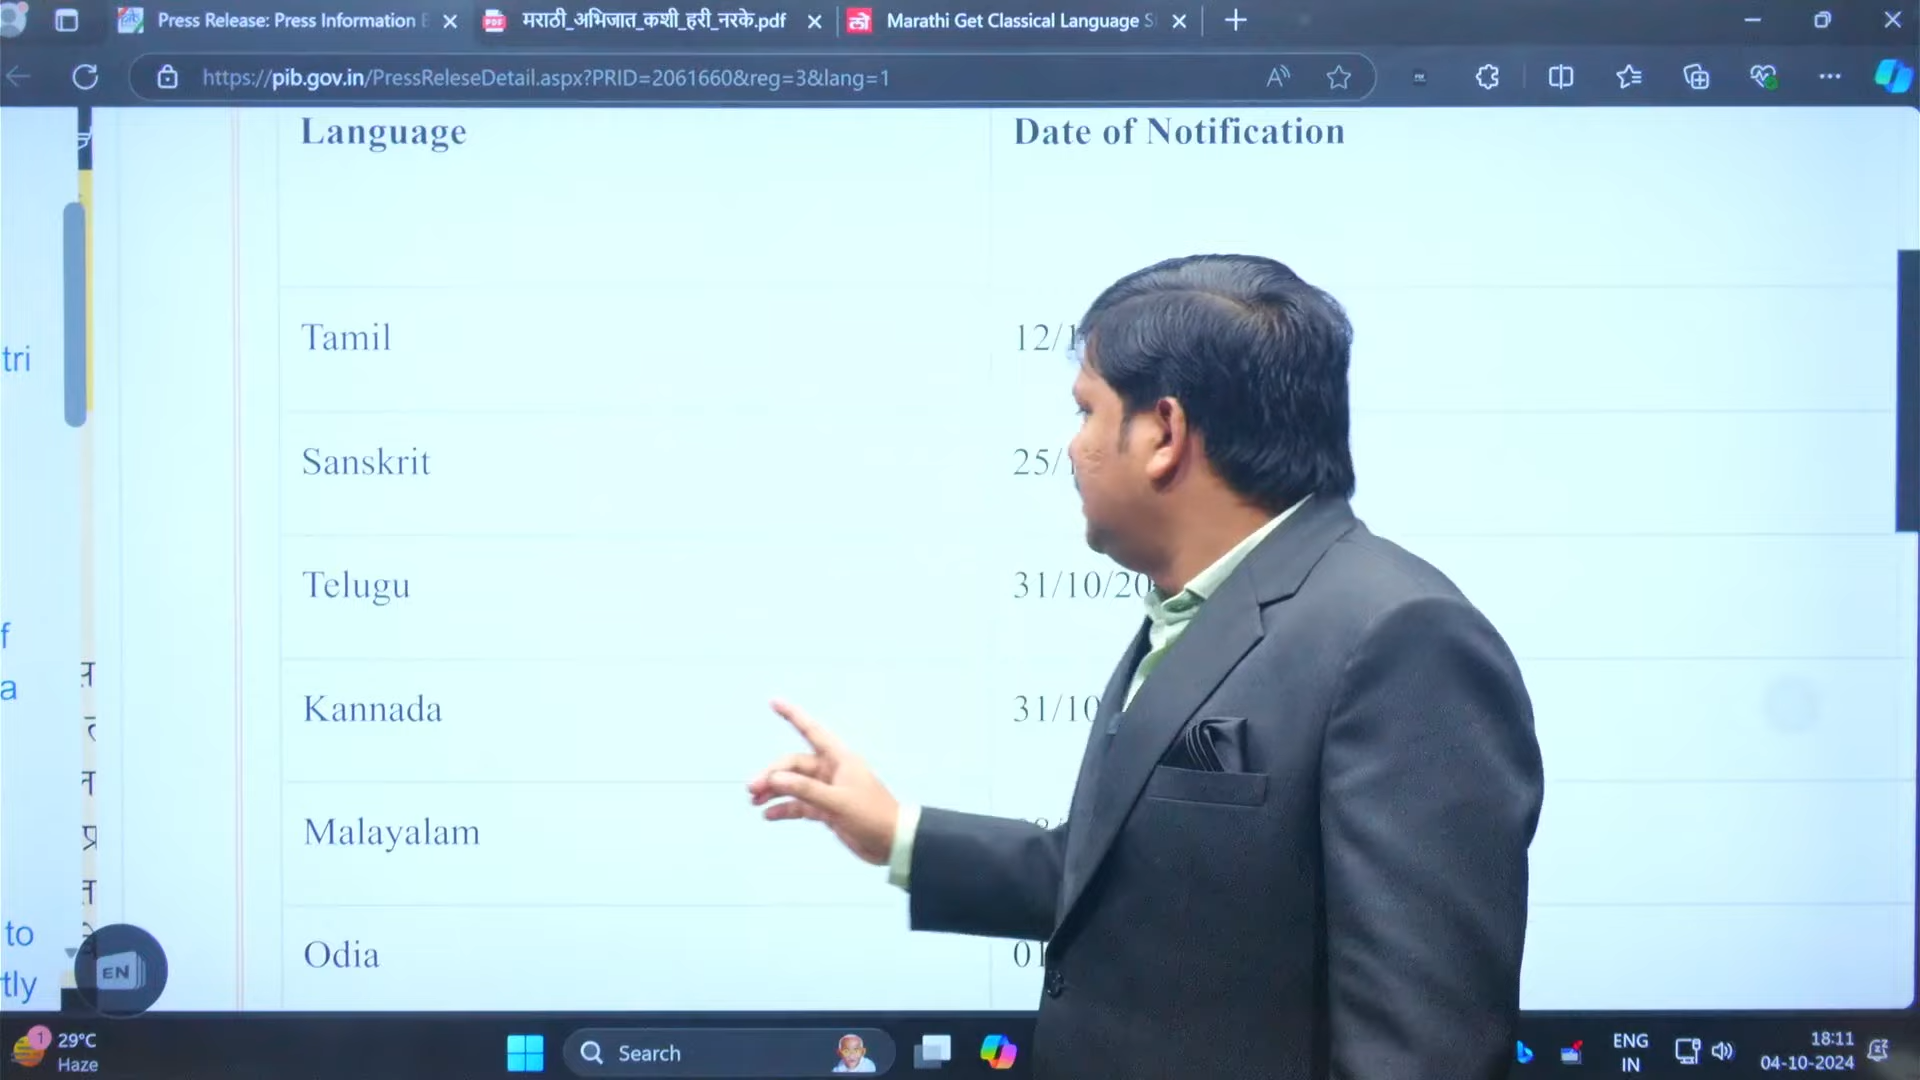 Press Release: Press Information
मराठी_अभिजात_कशी_हरी_नरके.pdf
Marathi Get Classical Language S
https://pib.gov.in/PressReleseDetail.aspx?PRID=2061660&reg=3&lang=1
Language Date of Notification
Tamil 12/1
Sanskrit 25/1
Telugu 31/10/20
Kannada 31/10
Malayalam
Odia 01
tri
f
a
to
tly
EN
1 29°C
Haze
Search
ENG
IN
18:11
04-10-2024